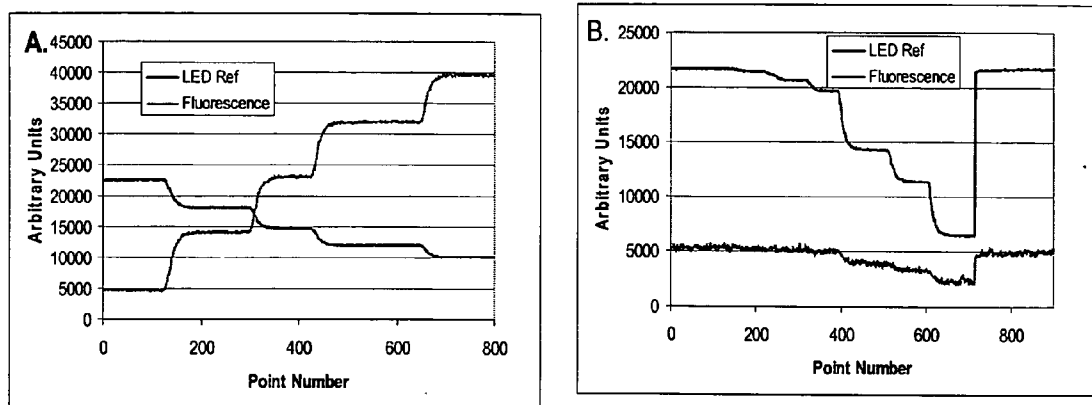 A.
45000
40000
35000
30000
25000
20000
15000
10000
5000
0
LED Ref
Fluorescence
Arbitrary Units
0 200 400 600 800
Point Number
B.
25000
20000
15000
10000
5000
0
LED Ref
Fluorescence
Arbitrary Units
0 200 400 600 800
Point Number